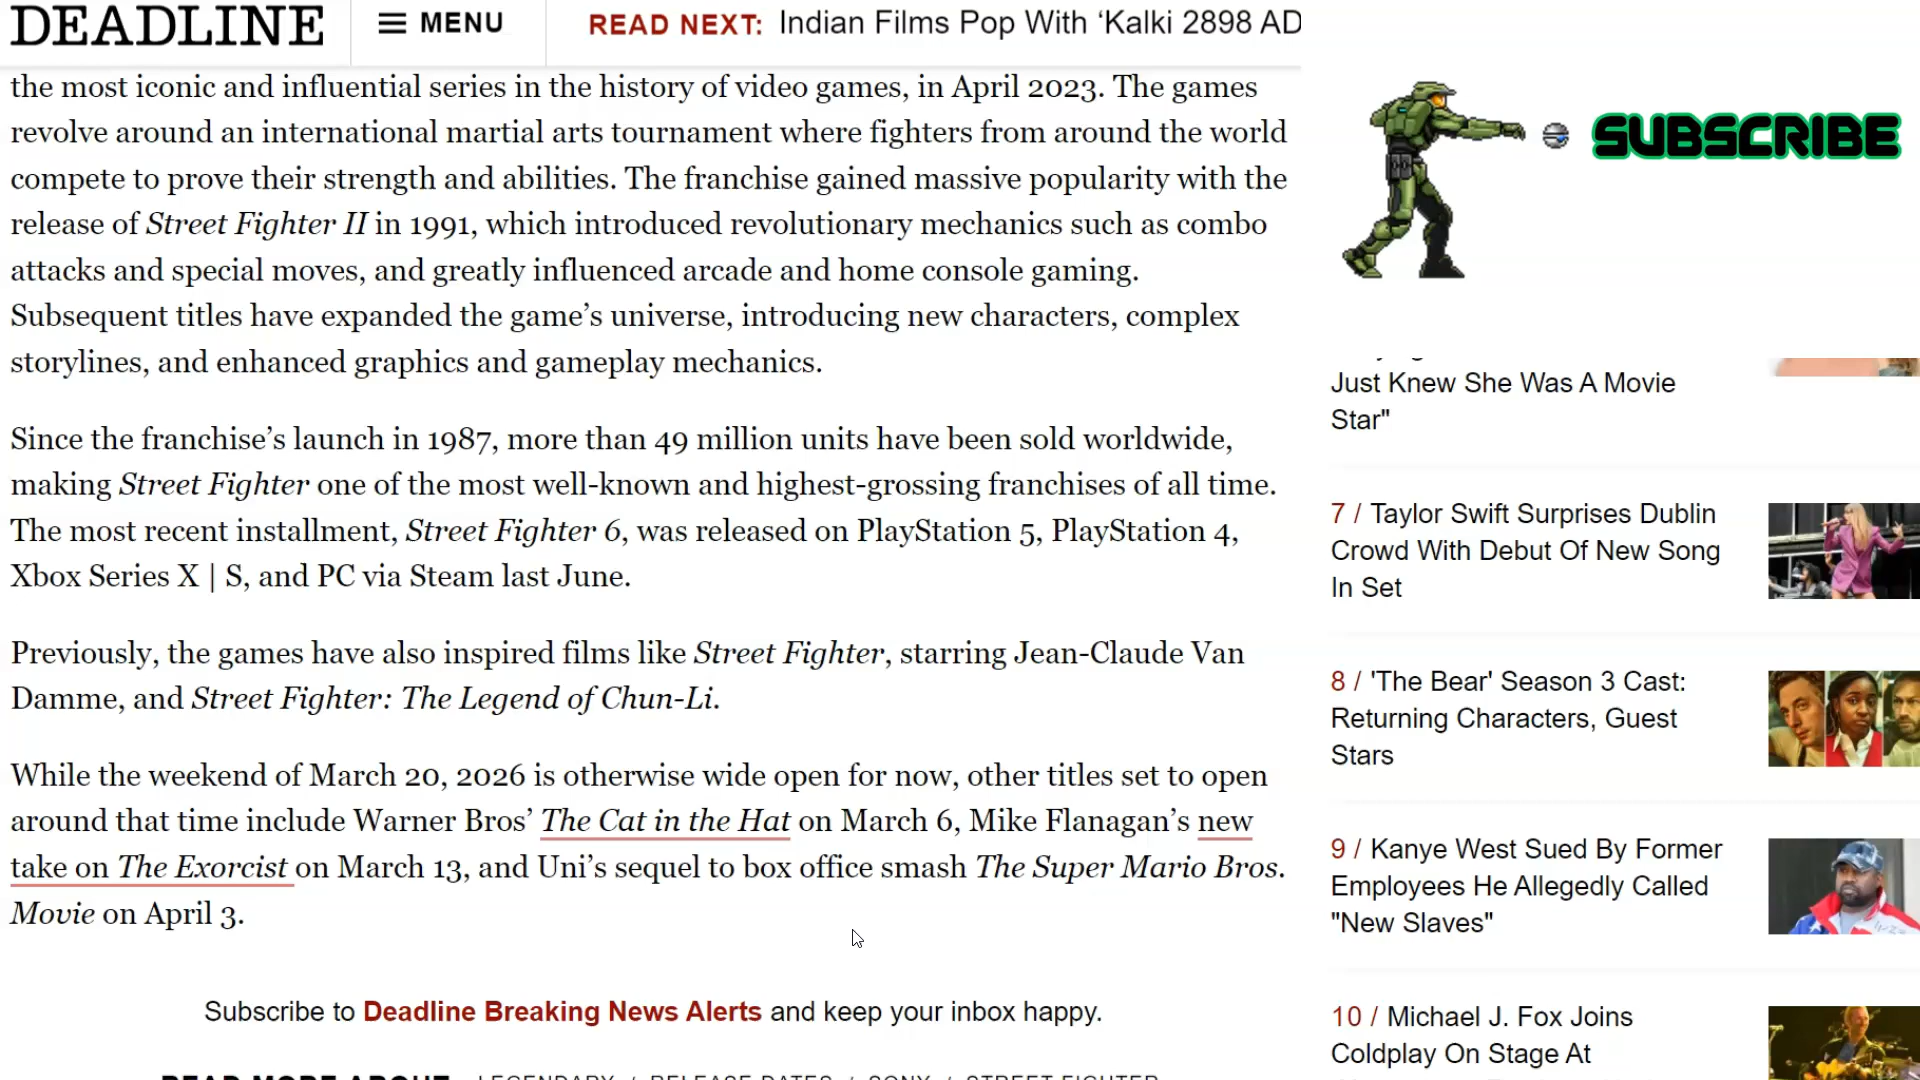 DEADLINE
MENU
READ NEXT: Indian Films Pop With ‘Kalki 2898 AD
the most iconic and influential series in the history of video games, in April 2023. The games
revolve around an international martial arts tournament where fighters from around the world
compete to prove their strength and abilities. The franchise gained massive popularity with the
release of Street Fighter II in 1991, which introduced revolutionary mechanics such as combo
attacks and special moves, and greatly influenced arcade and home console gaming.
Subsequent titles have expanded the game’s universe, introducing new characters, complex
storylines, and enhanced graphics and gameplay mechanics.
Since the franchise’s launch in 1987, more than 49 million units have been sold worldwide,
making Street Fighter one of the most well-known and highest-grossing franchises of all time.
The most recent installment, Street Fighter 6, was released on PlayStation 5, PlayStation 4,
Xbox Series X | S, and PC via Steam last June.
Previously, the games have also inspired films like Street Fighter, starring Jean-Claude Van
Damme, and Street Fighter: The Legend of Chun-Li.
While the weekend of March 20, 2026 is otherwise wide open for now, other titles set to open
around that time include Warner Bros’ The Cat in the Hat on March 6, Mike Flanagan’s new
take on The Exorcist on March 13, and Uni’s sequel to box office smash The Super Mario Bros.
Movie on April 3.
Subscribe to Deadline Breaking News Alerts and keep your inbox happy.
READ MORE ABOUT LEGENDARY / RELEASE DATES / SONY / STREET FIGHTER
SUBSCRIBE
Just Knew She Was A Movie
Star"
7 / Taylor Swift Surprises Dublin
Crowd With Debut Of New Song
In Set
8 / 'The Bear' Season 3 Cast:
Returning Characters, Guest
Stars
9 / Kanye West Sued By Former
Employees He Allegedly Called
"New Slaves"
10 / Michael J. Fox Joins
Coldplay On Stage At